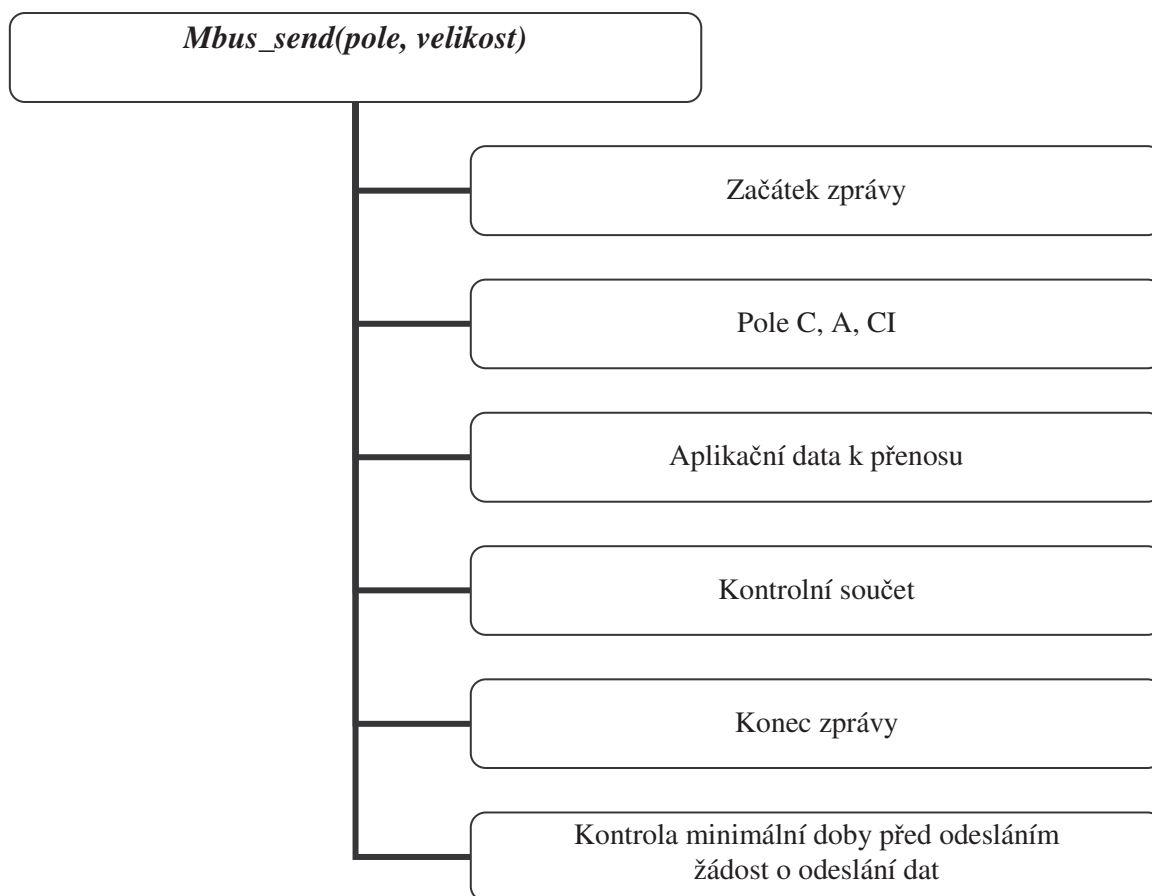 Mbus_send(pole, velikost)
Začátek zprávy
Pole C, A, CI
Aplikační data k přenosu
Kontrolní součet
Konec zprávy
Kontrola minimální doby před odesláním
žádost o odeslání dat